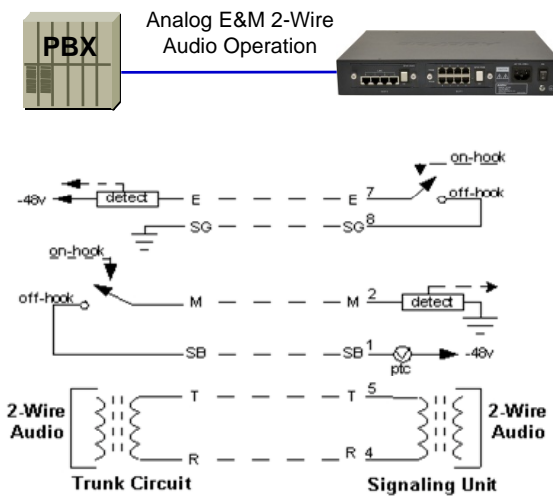 Analog E&M 2-Wire
Audio Operation
PBX
on-hook
-48v
detect
E
E
7
off-hook
SG
SG
8
on-hook
off-hook
M
M
2
detect
SB
SB
1
ptc
-48v
2-Wire
Audio
T
T
5
2-Wire
Audio
R
R
4
Trunk Circuit
Signaling Unit